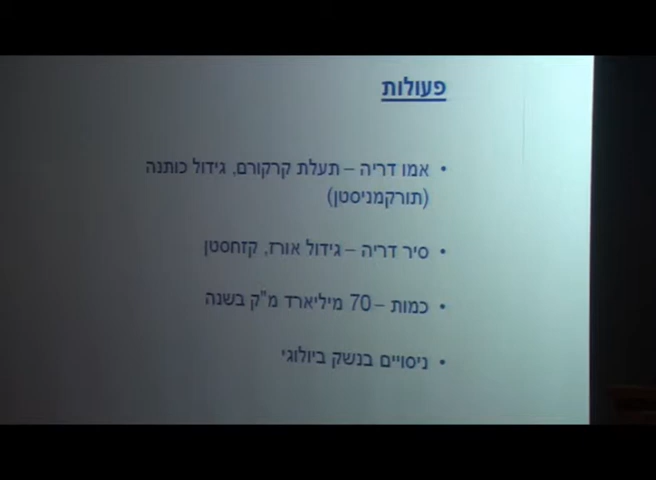 פעולות
• אמו דריה – תעלת קרקורם, גידול כותנה
(תורקמניסטן)
• סיר דריה – גידול אורז, קזחסטן
• כמות – 70 מיליארד מ"ק בשנה
• ניסויים בנשק ביולוגי